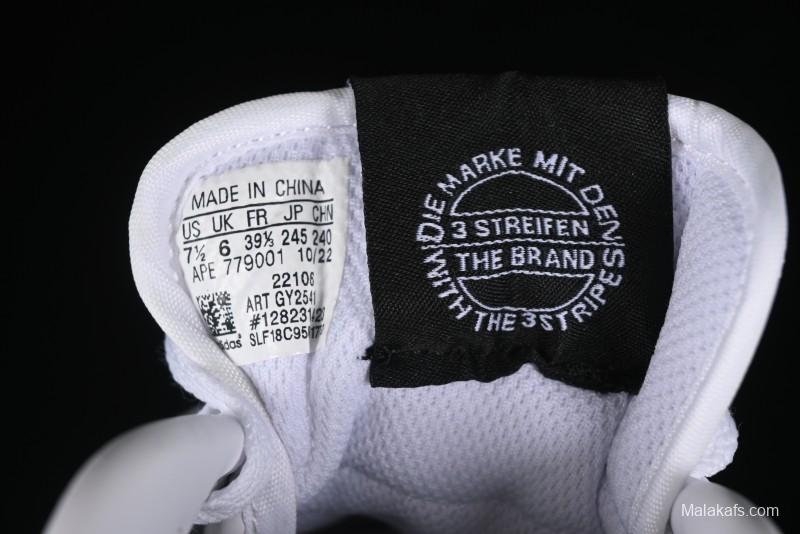 MADE IN CHINA
US UK FR JP CHN
7½ 6 39⅓ 245 240
APE 779001 10/22
22106
ART GY2541
DIE MARKE MIT DEN
3 STREIFEN
THE BRAND
WITH THE 3 STRIPES
Malakafs.com